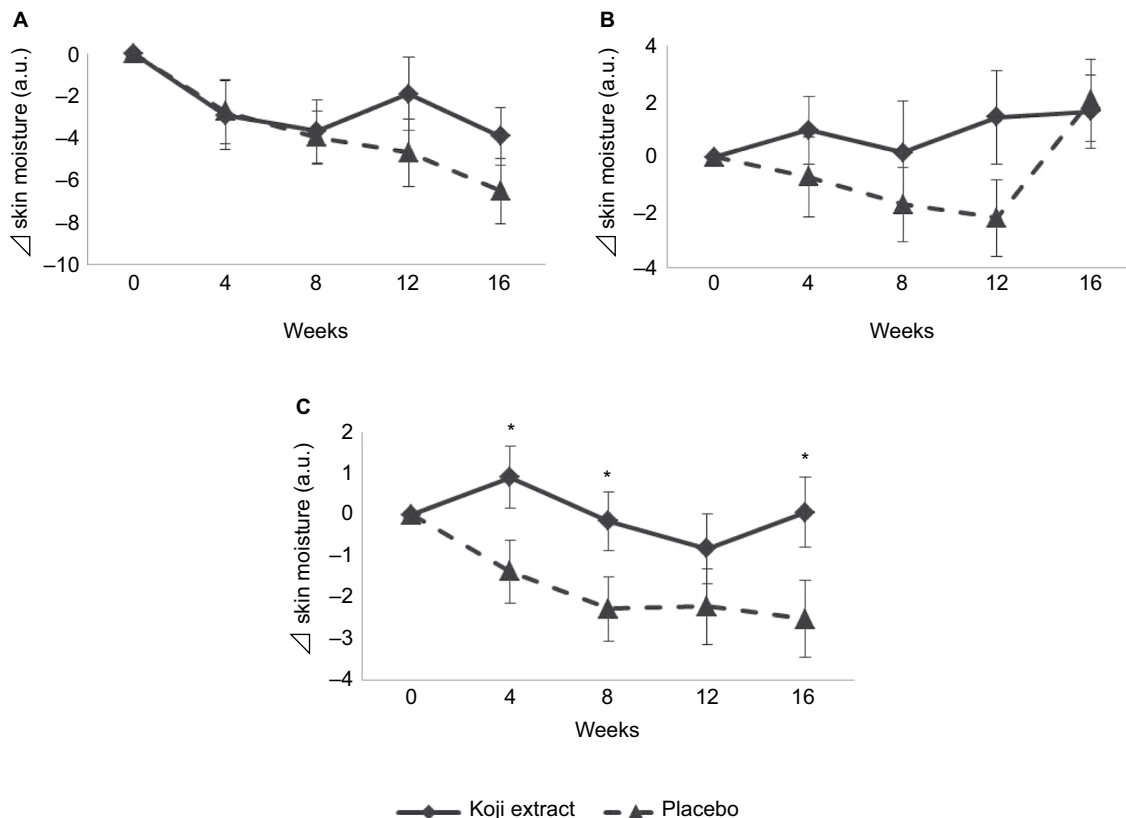 A
⊿ skin moisture (a.u.)
0
–2
–4
–6
–8
–10
0 4 8 12 16
Weeks
B
⊿ skin moisture (a.u.)
4
2
0
–2
–4
0 4 8 12 16
Weeks
C
⊿ skin moisture (a.u.)
2
1
0
–1
–2
–3
–4
* * *
0 4 8 12 16
Weeks
Koji extract Placebo